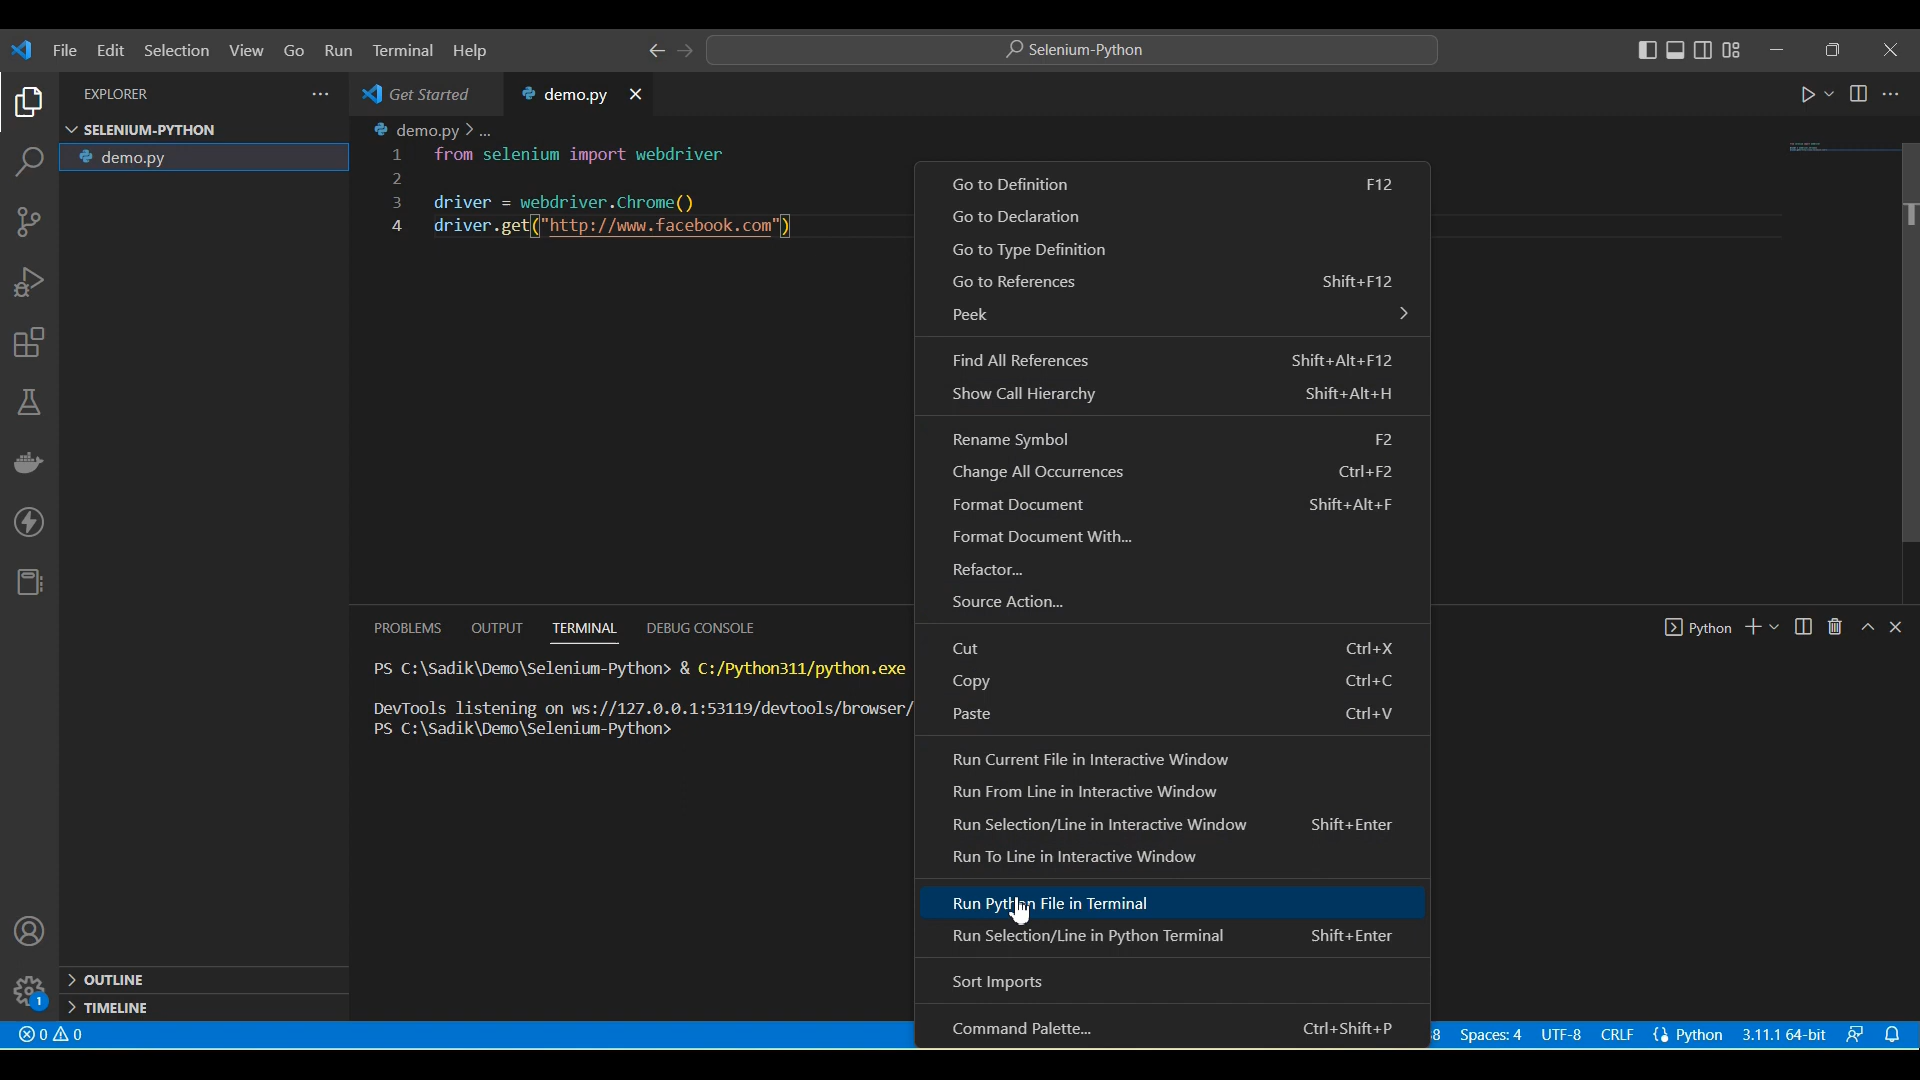 File Edit Selection View Go Run Terminal Help
Selenium-Python
EXPLORER
SELENIUM-PYTHON
demo.py
OUTLINE
TIMELINE
Get Started
demo.py
demo.py > ...
1 from selenium import webdriver
2
3 driver = webdriver.Chrome()
4 driver.get("http://www.facebook.com")
PROBLEMS OUTPUT TERMINAL DEBUG CONSOLE
Python
PS C:\Sadik\Demo\Selenium-Python> & C:/Python311/python.exe
DevTools listening on ws://127.0.0.1:53119/devtools/browser/
PS C:\Sadik\Demo\Selenium-Python>
Go to Definition F12
Go to Declaration
Go to Type Definition
Go to References Shift+F12
Peek
Find All References Shift+Alt+F12
Show Call Hierarchy Shift+Alt+H
Rename Symbol F2
Change All Occurrences Ctrl+F2
Format Document Shift+Alt+F
Format Document With...
Refactor...
Source Action...
Cut Ctrl+X
Copy Ctrl+C
Paste Ctrl+V
Run Current File in Interactive Window
Run From Line in Interactive Window
Run Selection/Line in Interactive Window Shift+Enter
Run To Line in Interactive Window
Run Python File in Terminal
Run Selection/Line in Python Terminal Shift+Enter
Sort Imports
Command Palette... Ctrl+Shift+P
1
0 0
8 Spaces: 4 UTF-8 CRLF {} Python 3.11.1 64-bit